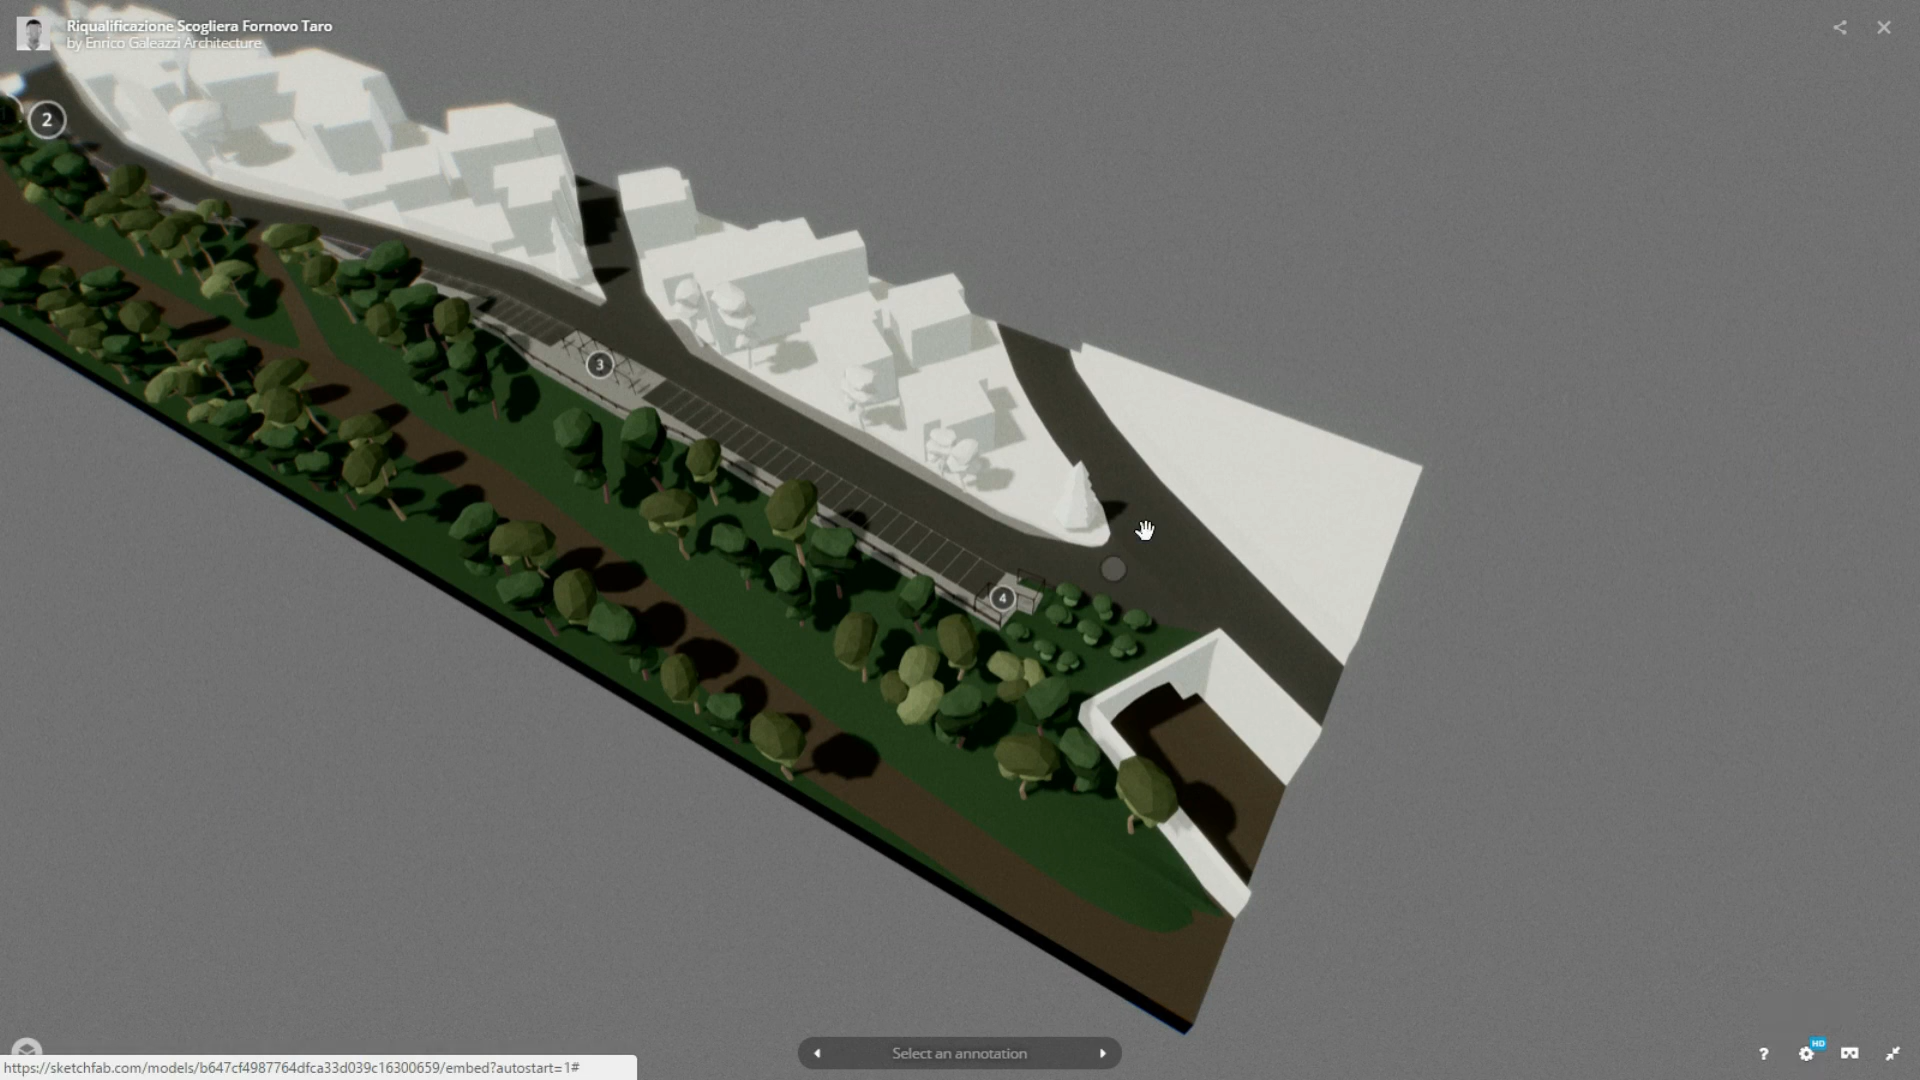 Riqualificazione Scogliera Fornovo Taro
by Enrico Galeazzi Architecture
2
3
4
Select an annotation
?
HD
https://sketchfab.com/models/b647cf4987764dfca33d039c16300659/embed?autostart=1#